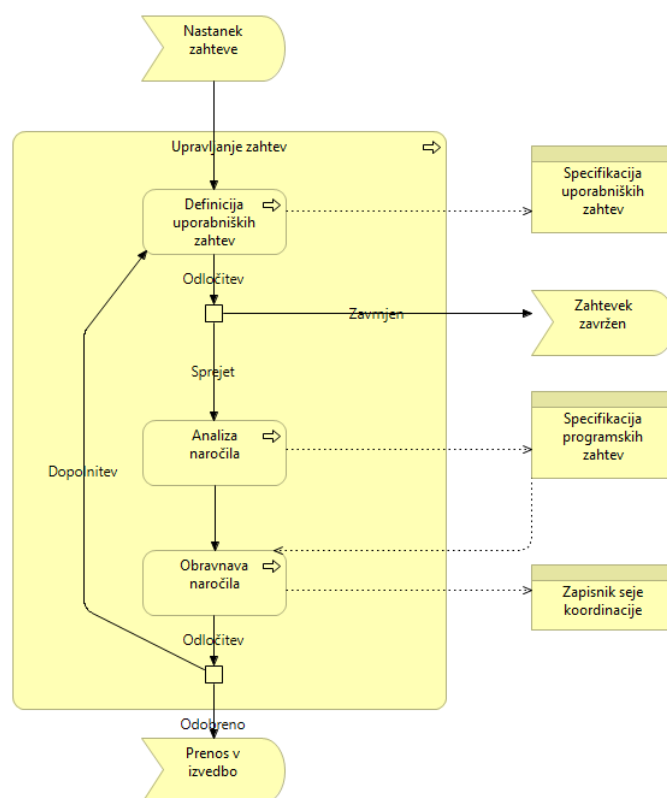 Nastanek
zahteve
Upravljanje zahtev
Definicija
uporabniških
zahtev
Specifikacija
uporabniških
zahtev
Odločitev
Zavrnjen
Zahtevek
zavržen
Sprejet
Analiza
naročila
Specifikacija
programskih
zahtev
Dopolnitev
Obravnava
naročila
Zapisnik seje
koordinacije
Odločitev
Odobreno
Prenos v
izvedbo